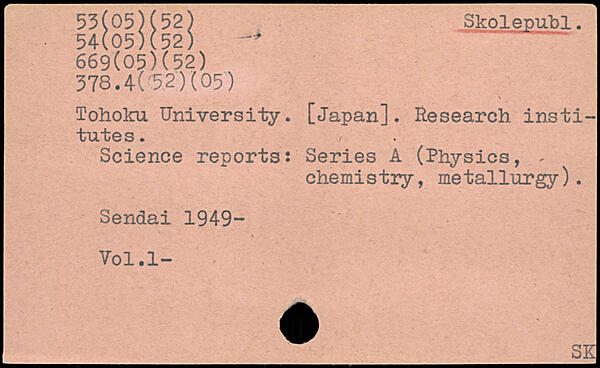 53(05)(52)
Skolepubl.
54(05)(52)
669(05)(52)
378.4(52)(05)
Tohoku University. [Japan]. Research insti-
tutes.
Science reports: Series A (Physics,
chemistry, metallurgy).
Sendai 1949-
Vol.1-
SK